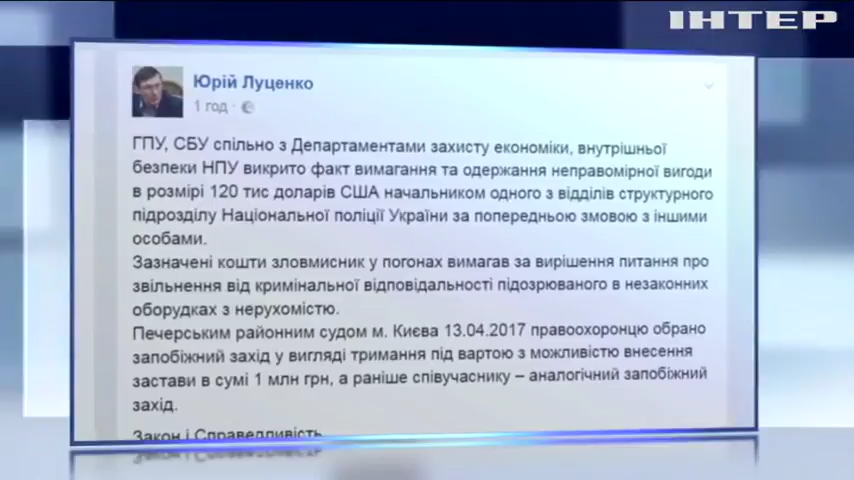 ІНТЕР
Юрій Луценко
1 год ·
ГПУ, СБУ спільно з Департаментами захисту економіки, внутрішньої
безпеки НПУ викрито факт вимагання та одержання неправомірної вигоди
в розмірі 120 тис доларів США начальником одного з відділів структурного
підрозділу Національної поліції України за попередньою змовою з іншими
особами.
Зазначені кошти зловмисник у погонах вимагав за вирішення питання про
звільнення від кримінальної відповідальності підозрюваного в незаконних
оборудках з нерухомістю.
Печерським районним судом м. Києва 13.04.2017 правоохоронцю обрано
запобіжний захід у вигляді тримання під вартою з можливістю внесення
застави в сумі 1 млн грн, а раніше співучаснику – аналогічний запобіжний
захід.
Закон і Справедливість